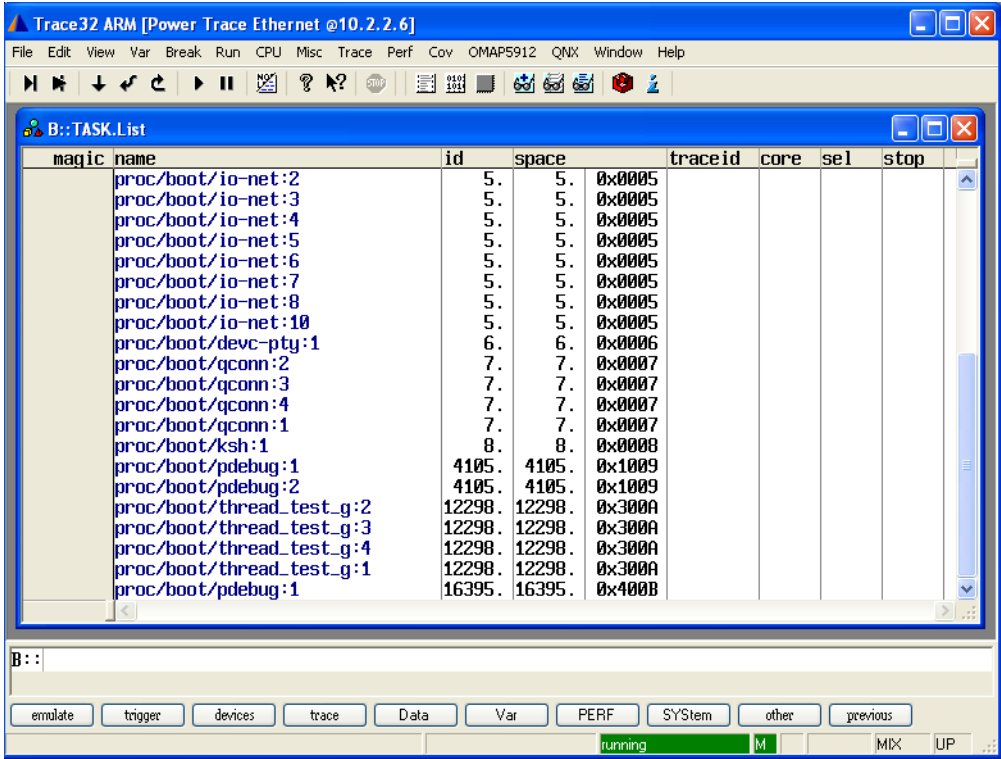 Trace32 ARM [Power Trace Ethernet @10.2.2.6]
File Edit View Var Break Run CPU Misc Trace Perf Cov OMAP5912 QNX Window Help
B::TASK.List
magic name id space traceid core sel stop
proc/boot/io-net:2 5. 5. 0x0005
proc/boot/io-net:3 5. 5. 0x0005
proc/boot/io-net:4 5. 5. 0x0005
proc/boot/io-net:5 5. 5. 0x0005
proc/boot/io-net:6 5. 5. 0x0005
proc/boot/io-net:7 5. 5. 0x0005
proc/boot/io-net:8 5. 5. 0x0005
proc/boot/io-net:10 5. 5. 0x0005
proc/boot/devc-pty:1 6. 6. 0x0006
proc/boot/qconn:2 7. 7. 0x0007
proc/boot/qconn:3 7. 7. 0x0007
proc/boot/qconn:4 7. 7. 0x0007
proc/boot/qconn:1 7. 7. 0x0007
proc/boot/ksh:1 8. 8. 0x0008
proc/boot/pdebug:1 4105. 4105. 0x1009
proc/boot/pdebug:2 4105. 4105. 0x1009
proc/boot/thread_test_g:2 12298. 12298. 0x300A
proc/boot/thread_test_g:3 12298. 12298. 0x300A
proc/boot/thread_test_g:4 12298. 12298. 0x300A
proc/boot/thread_test_g:1 12298. 12298. 0x300A
proc/boot/pdebug:1 16395. 16395. 0x400B
B::
emulate trigger devices trace Data Var PERF SYStem other previous
running M MIX UP